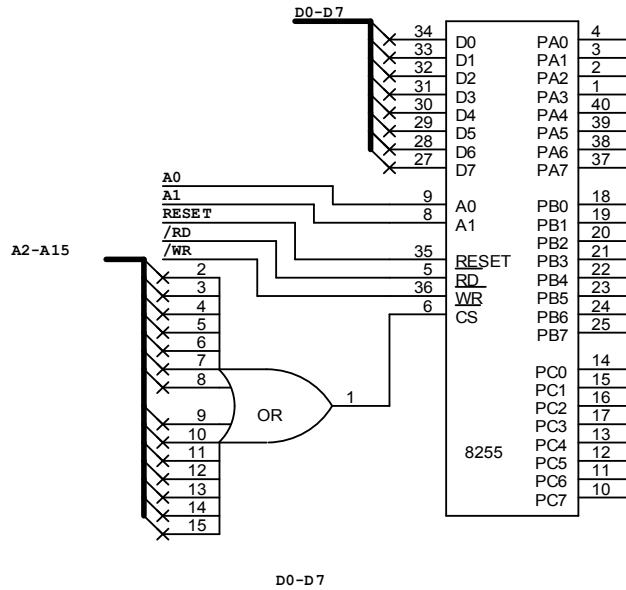 D0-D7
34 D0 PA0 4
33 D1 PA1 3
32 D2 PA2 2
31 D3 PA3 1
30 D4 PA4 40
29 D5 PA5 39
28 D6 PA6 38
27 D7 PA7 37
A0
9 A0 PB0 18
A1
8 A1 PB1 19
RESET
PB2 20
/RD
A2-A15
/WR
35 RESET PB3 21
5 RD PB4 22
36 WR PB5 23
6 CS PB6 24
PB7 25
2
3
4
5
6
7
8
9
10
11
12
13
14
15
OR
1
PC0 14
PC1 15
PC2 16
PC3 17
PC4 13
PC5 12
PC6 11
PC7 10
8255
D0-D7